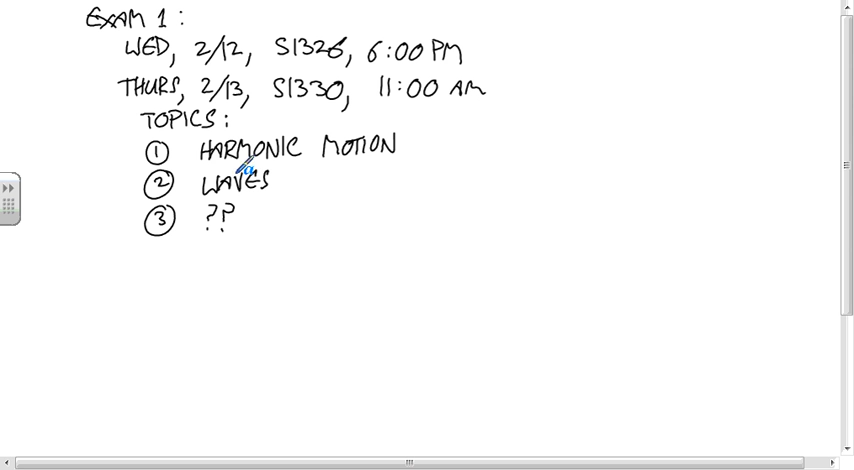 EXAM 1:
WED, 2/12, S1326, 6:00 PM
THURS, 2/13, S1330, 11:00 AM
TOPICS:
① HARMONIC MOTION
② WAVES
③ ??